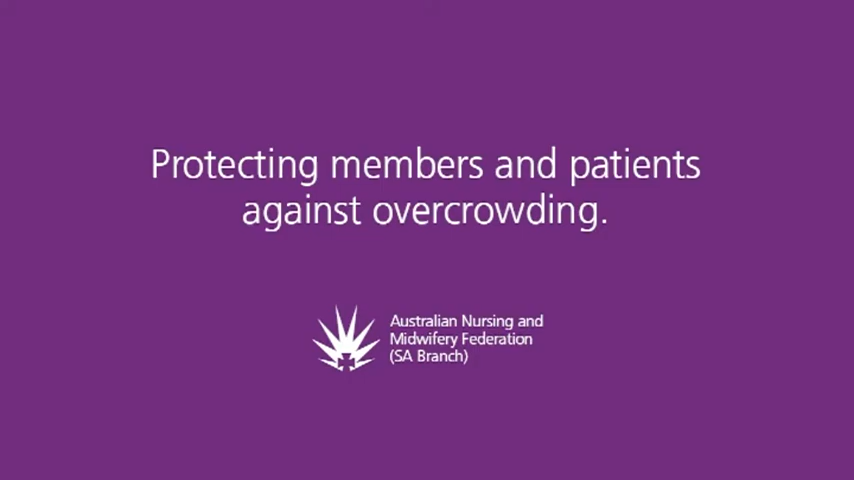 Protecting members and patients
against overcrowding.
Australian Nursing and
Midwifery Federation
(SA Branch)